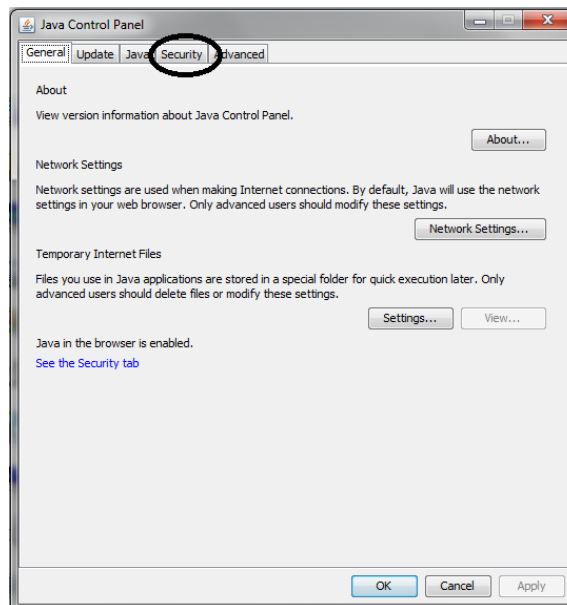 Java Control Panel
General Update Java Security Advanced
About
View version information about Java Control Panel.
About...
Network Settings
Network settings are used when making Internet connections. By default, Java will use the network
settings in your web browser. Only advanced users should modify these settings.
Network Settings...
Temporary Internet Files
Files you use in Java applications are stored in a special folder for quick execution later. Only
advanced users should delete files or modify these settings.
Settings... View...
Java in the browser is enabled.
See the Security tab
OK Cancel Apply